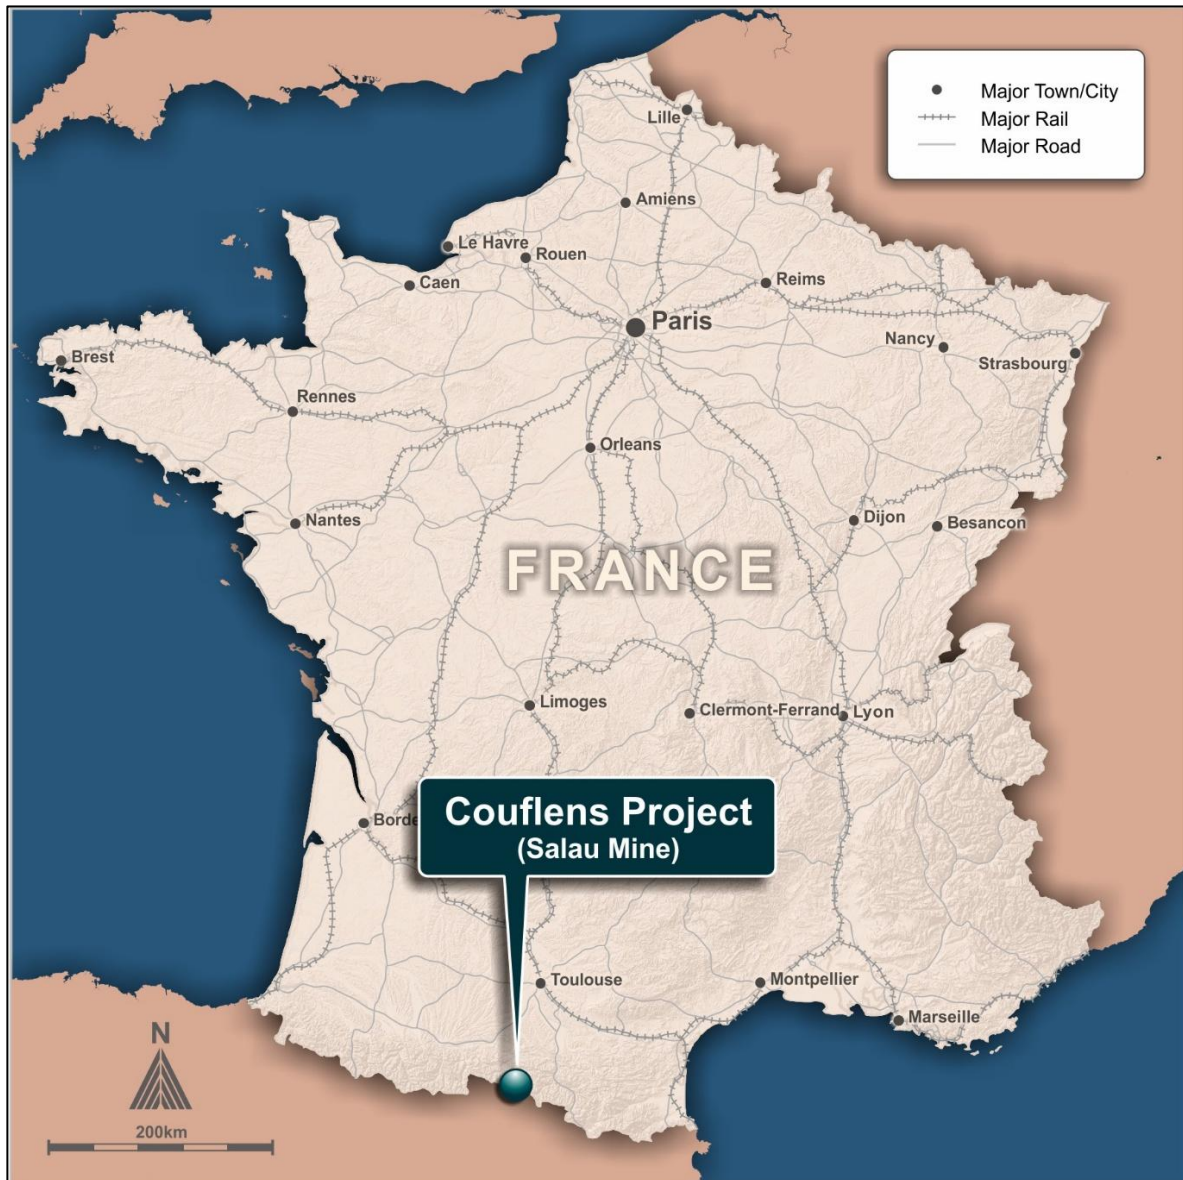 Major Town/City
Major Rail
Major Road
Lille
Amiens
Le Havre
Rouen
Reims
Caen
Paris
Nancy
Strasbourg
Brest
Rennes
Orleans
Nantes
Dijon
Besancon
FRANCE
Limoges
Clermont-Ferrand
Lyon
Couflens Project
(Salau Mine)
Borde
Toulouse
Montpellier
Marseille
N
200km